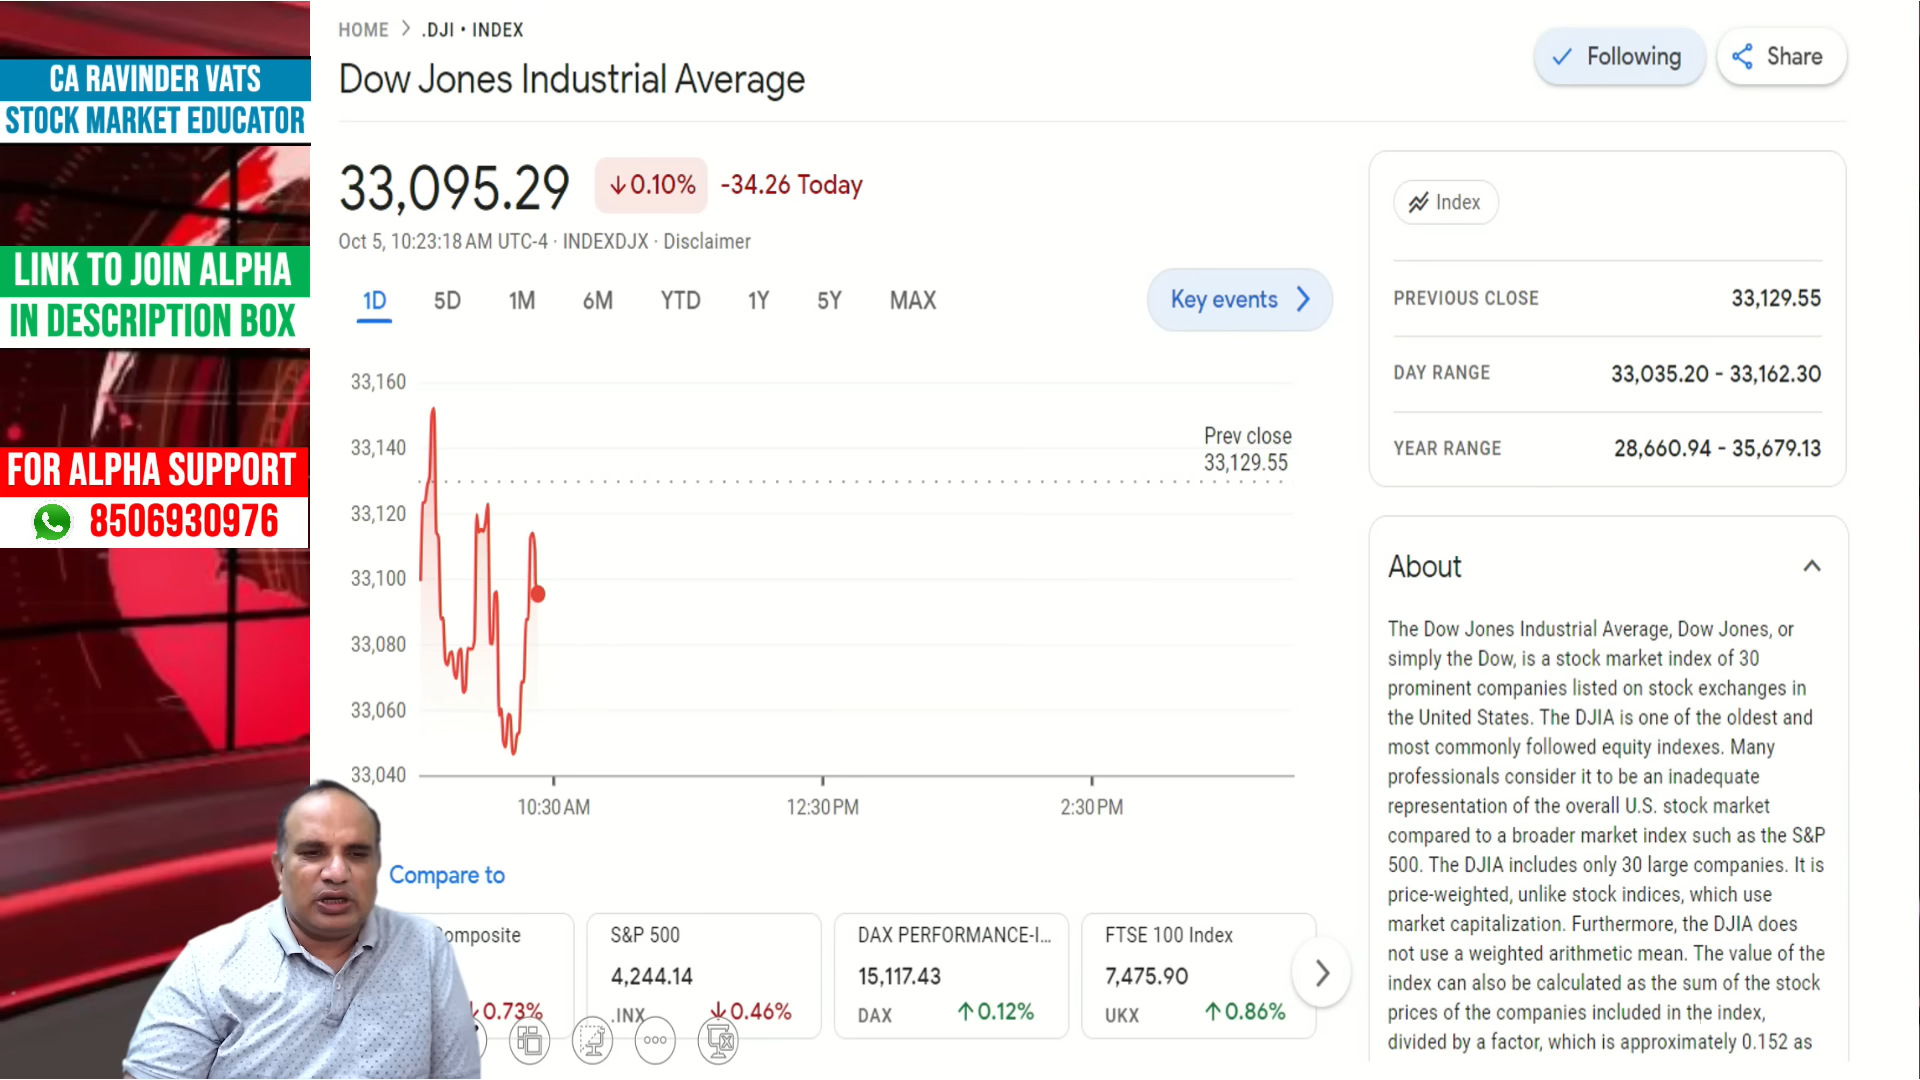 CA RAVINDER VATS
STOCK MARKET EDUCATOR
LINK TO JOIN ALPHA
IN DESCRIPTION BOX
FOR ALPHA SUPPORT
8506930976
HOME > .DJI • INDEX
Dow Jones Industrial Average
Following
Share
33,095.29
↓0.10%
-34.26 Today
Oct 5, 10:23:18 AM UTC-4 · INDEXDJX · Disclaimer
1D 5D 1M 6M YTD 1Y 5Y MAX
Key events
33,160
33,140
33,120
33,100
33,080
33,060
33,040
Prev close
33,129.55
10:30 AM 12:30 PM 2:30 PM
Compare to
omposite
↓0.73%
S&P 500
4,244.14
.INX ↓0.46%
DAX PERFORMANCE-I...
15,117.43
DAX ↑0.12%
FTSE 100 Index
7,475.90
UKX ↑0.86%
Index
PREVIOUS CLOSE 33,129.55
DAY RANGE 33,035.20 - 33,162.30
YEAR RANGE 28,660.94 - 35,679.13
About
The Dow Jones Industrial Average, Dow Jones, or
simply the Dow, is a stock market index of 30
prominent companies listed on stock exchanges in
the United States. The DJIA is one of the oldest and
most commonly followed equity indexes. Many
professionals consider it to be an inadequate
representation of the overall U.S. stock market
compared to a broader market index such as the S&P
500. The DJIA includes only 30 large companies. It is
price-weighted, unlike stock indices, which use
market capitalization. Furthermore, the DJIA does
not use a weighted arithmetic mean. The value of the
index can also be calculated as the sum of the stock
prices of the companies included in the index,
divided by a factor, which is approximately 0.152 as